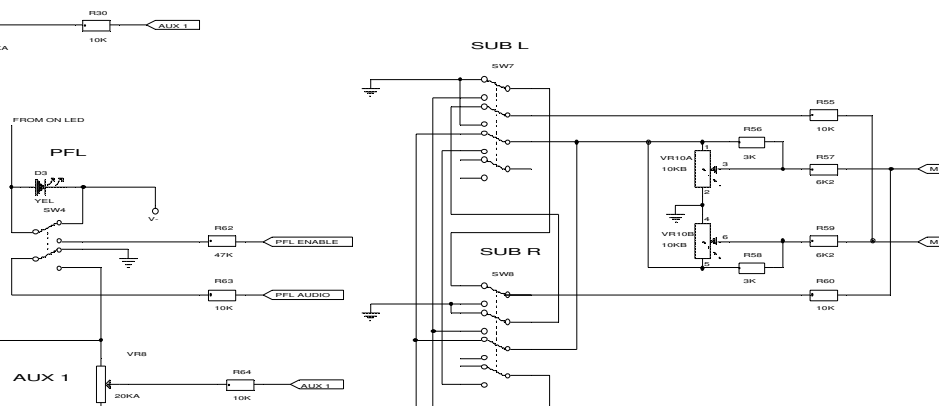 R30
AUX 1
10K
SUB L
SW7
FROM ON LED
PFL
D3
YEL
SW4
V-
R62
PFL ENABLE
47K
R63
PFL AUDIO
10K
R55
10K
R56
3K
VR10A
10KB
1
3
2
R57
6K2
M
VR10B
10KB
4
6
5
R59
6K2
M
R58
3K
R60
10K
SUB R
SW8
VR8
AUX 1
20KA
R64
AUX 1
10K